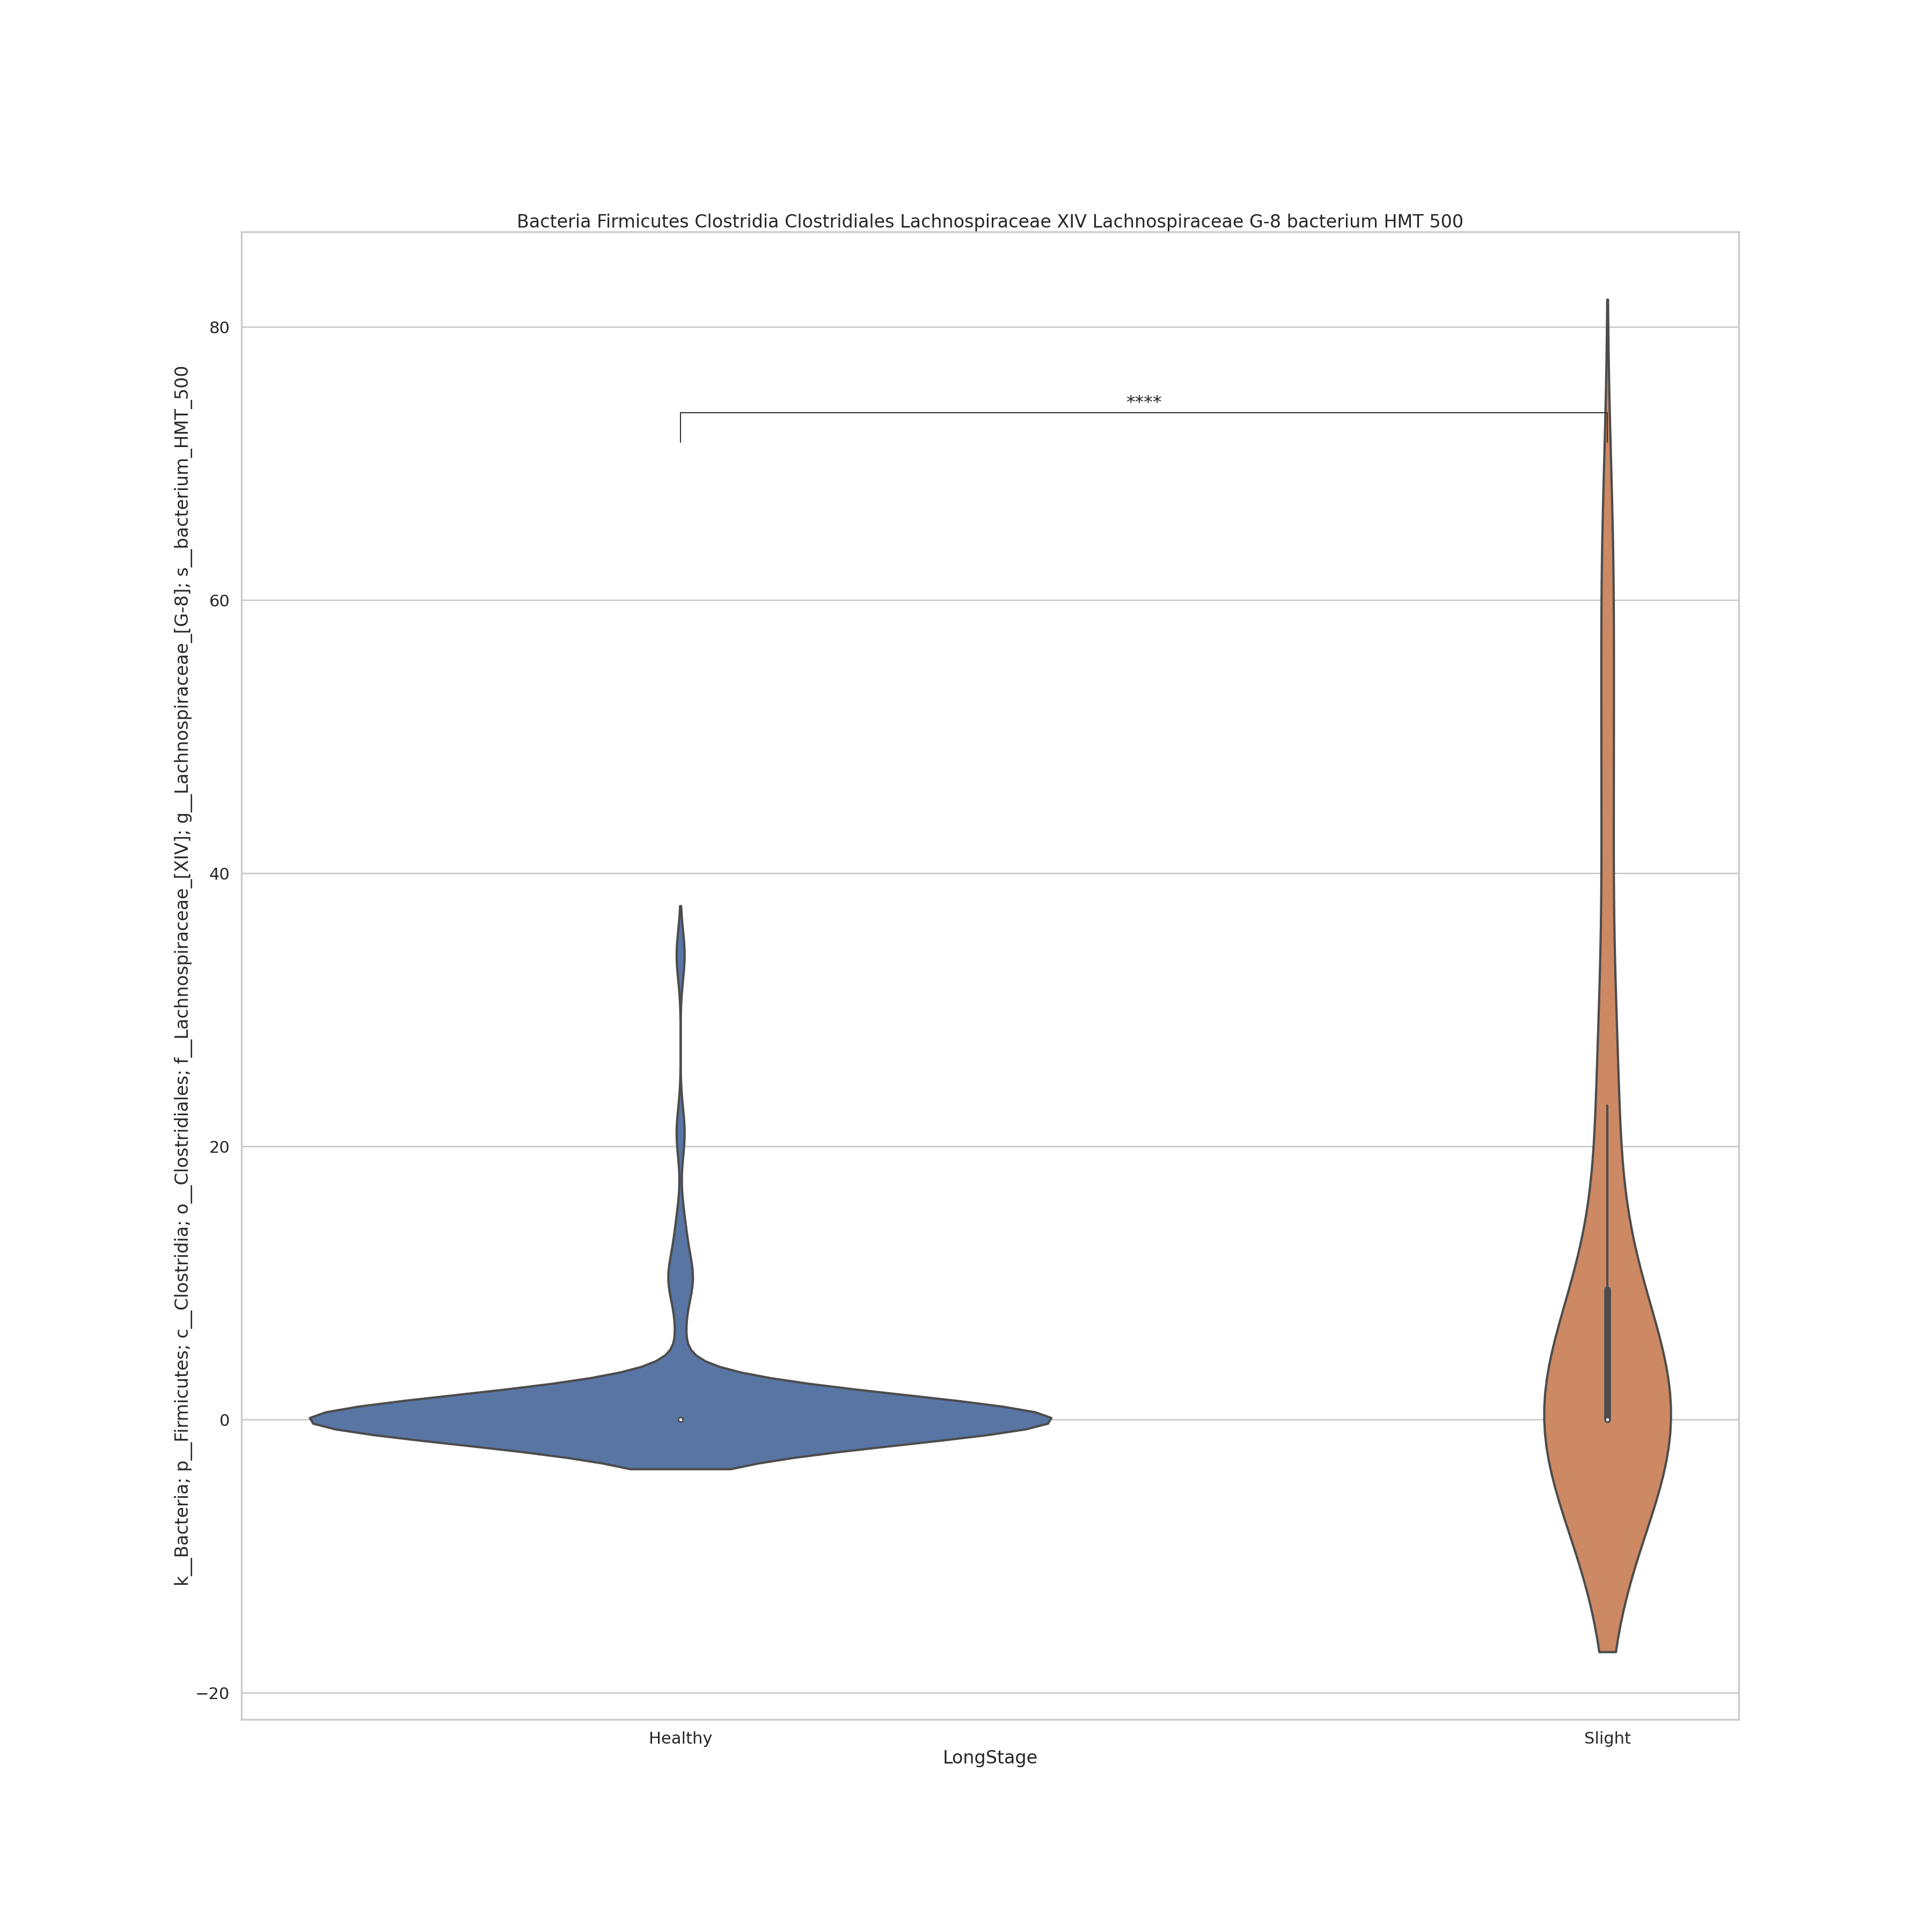 Bacteria Firmicutes Clostridia Clostridiales Lachnospiraceae XIV Lachnospiraceae G-8 bacterium HMT 500
k__Bacteria; p__Firmicutes; c__Clostridia; o__Clostridiales; f__Lachnospiraceae_[XIV]; g__Lachnospiraceae_[G-8]; s__bacterium_HMT_500
80
60
40
20
0
−20
****
Healthy
Slight
LongStage